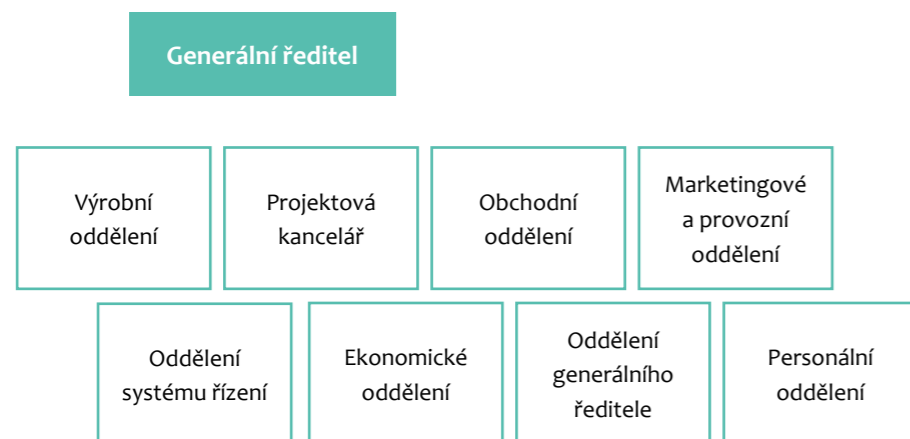 Generální ředitel
Výrobní
oddělení
Projektová
kancelář
Obchodní
oddělení
Marketingové
a provozní
oddělení
Oddělení
systému řízení
Ekonomické
oddělení
Oddělení
generálního
ředitele
Personální
oddělení